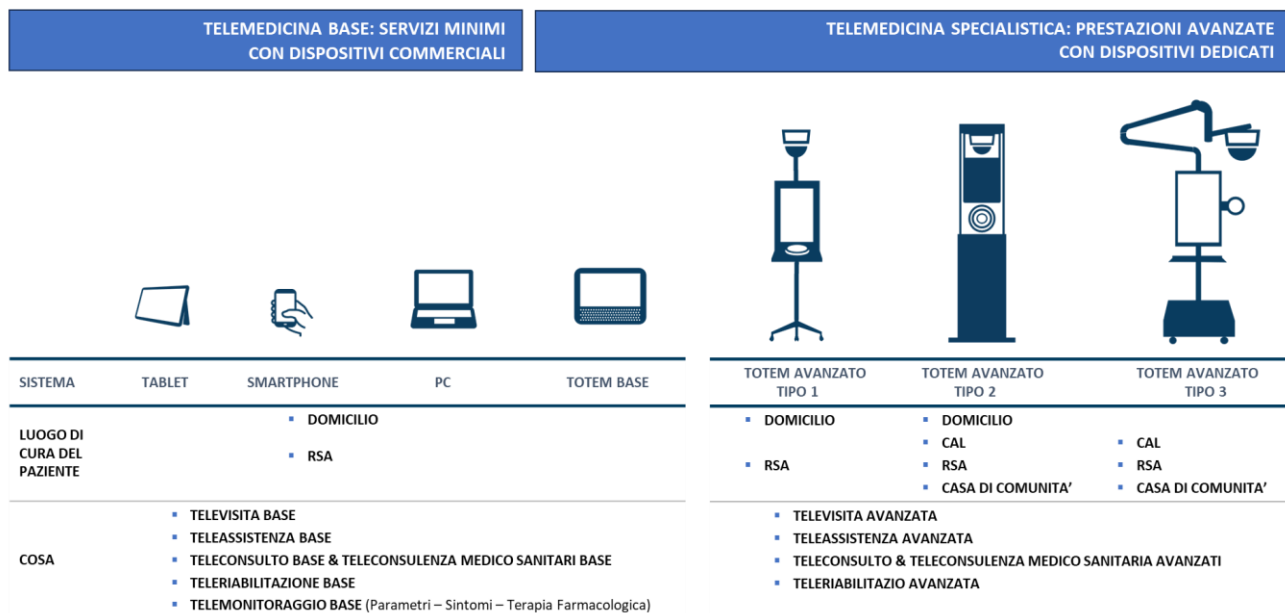 TELEMEDICINA BASE: SERVIZI MINIMI
CON DISPOSITIVI COMMERCIALI
TELEMEDICINA SPECIALISTICA: PRESTAZIONI AVANZATE
CON DISPOSITIVI DEDICATI
SISTEMA
TABLET
SMARTPHONE
PC
TOTEM BASE
TOTEM AVANZATO
TIPO 1
TOTEM AVANZATO
TIPO 2
TOTEM AVANZATO
TIPO 3
LUOGO DI
CURA DEL
PAZIENTE
▪ DOMICILIO
▪ RSA
▪ DOMICILIO
▪ RSA
▪ DOMICILIO
▪ CAL
▪ RSA
▪ CASA DI COMUNITA'
▪ CAL
▪ RSA
▪ CASA DI COMUNITA'
COSA
▪ TELEVISITA BASE
▪ TELEASSISTENZA BASE
▪ TELECONSULTO BASE & TELECONSULENZA MEDICO SANITARI BASE
▪ TELERIABILITAZIONE BASE
▪ TELEMONITORAGGIO BASE (Parametri – Sintomi – Terapia Farmacologica)
▪ TELEVISITA AVANZATA
▪ TELEASSISTENZA AVANZATA
▪ TELECONSULTO & TELECONSULENZA MEDICO SANITARIA AVANZATI
▪ TELERIABILITAZIO AVANZATA